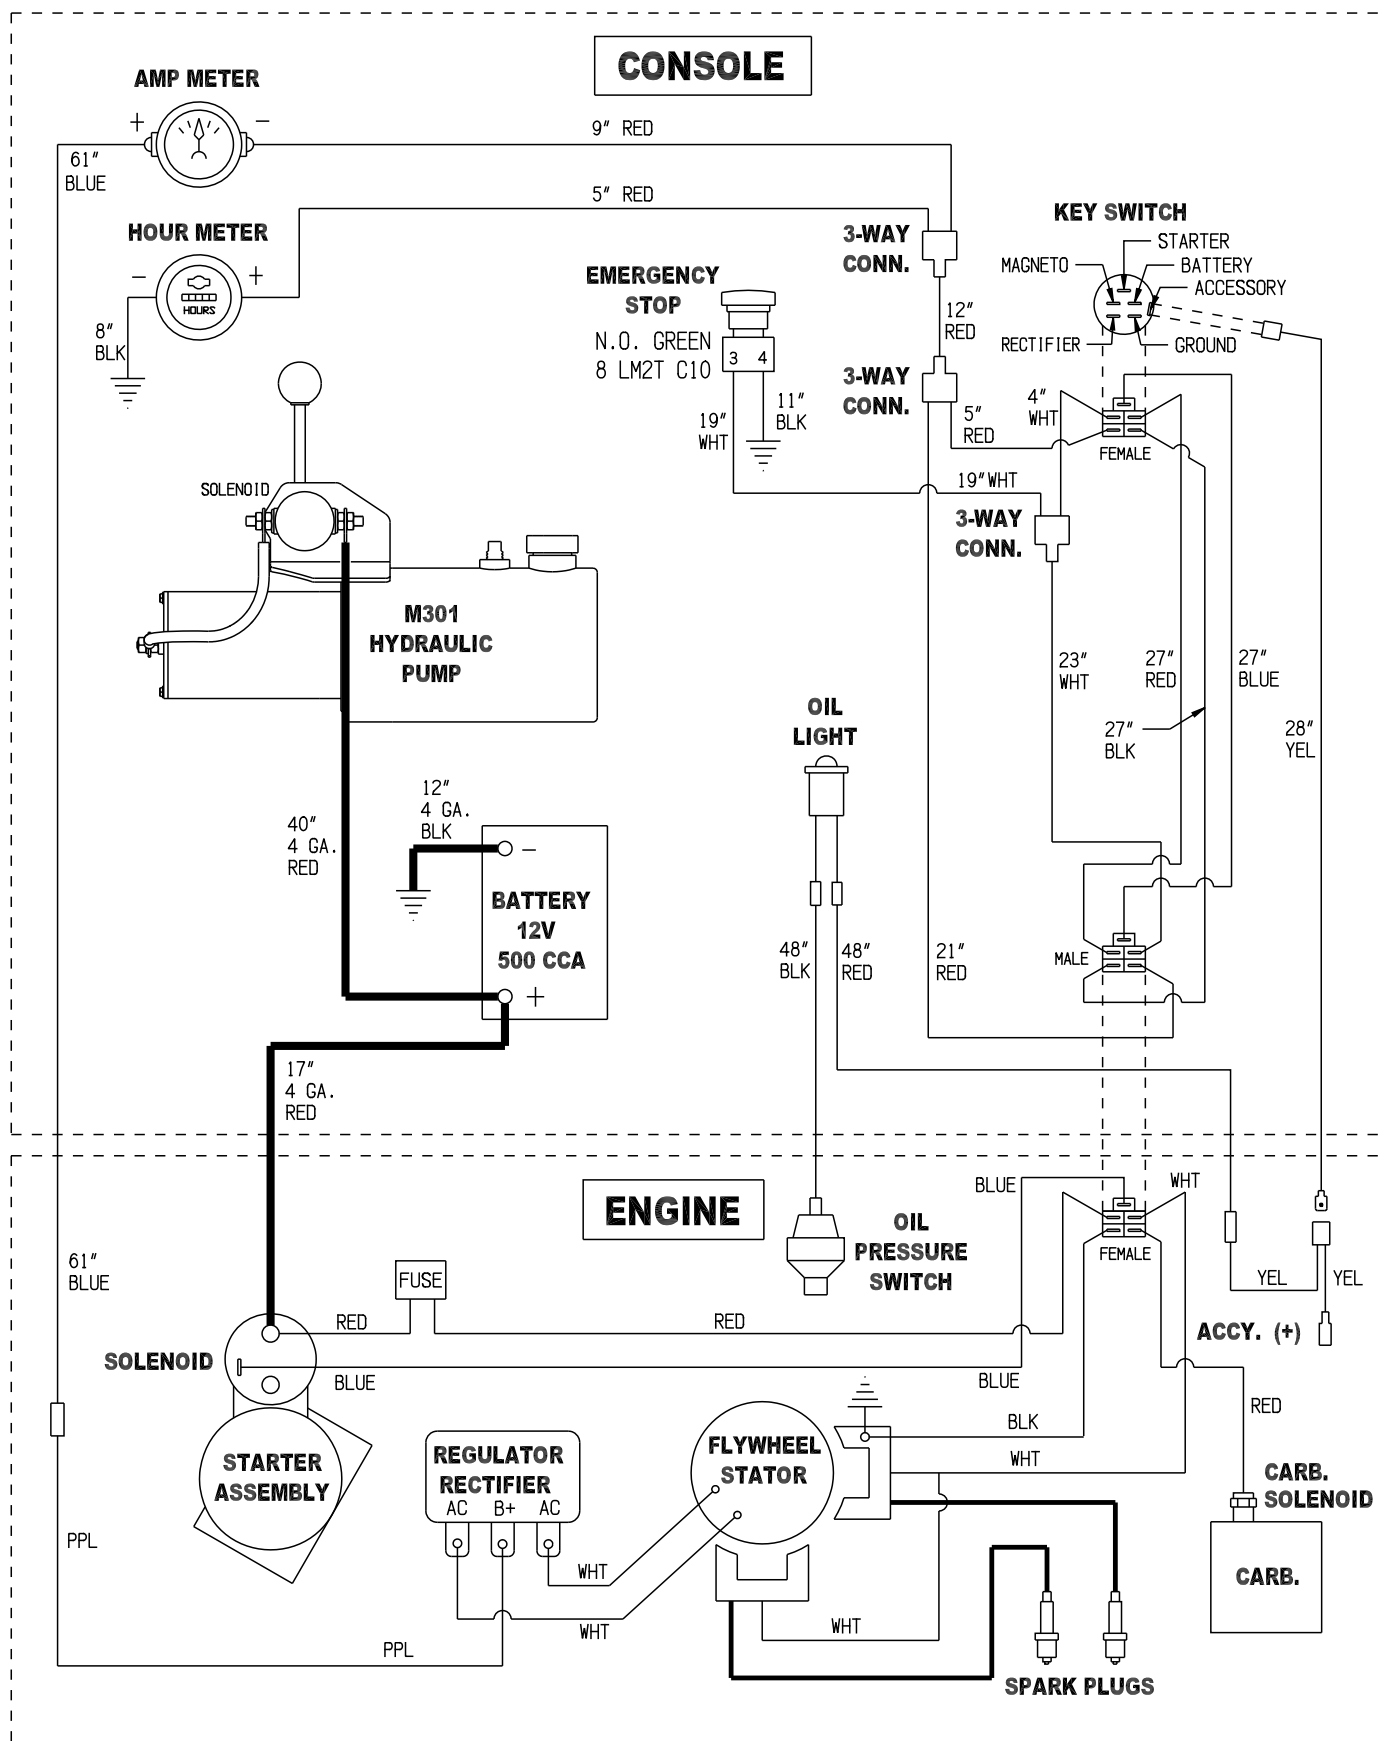 CONSOLE
AMP METER
+
−
9" RED
61"
BLUE
5" RED
HOUR METER
−
+
HOURS
8"
BLK
3-WAY
CONN.
KEY SWITCH
STARTER
MAGNETO
BATTERY
ACCESSORY
RECTIFIER
GROUND
EMERGENCY
STOP
N.O. GREEN
8 LM2T C10
3 4
12"
RED
3-WAY
CONN.
4"
WHT
11"
BLK
19"
WHT
5"
RED
FEMALE
19" WHT
SOLENOID
3-WAY
CONN.
M301
HYDRAULIC
PUMP
23"
WHT
27"
RED
27"
BLUE
27"
BLK
28"
YEL
OIL
LIGHT
12"
4 GA.
BLK
40"
4 GA.
RED
−
BATTERY
12V
500 CCA
+
48"
BLK
48"
RED
21"
RED
MALE
17"
4 GA.
RED
ENGINE
BLUE
WHT
OIL
PRESSURE
SWITCH
FEMALE
61"
BLUE
FUSE
YEL
YEL
RED
RED
ACCY. (+)
SOLENOID
BLUE
BLUE
RED
BLK
STARTER
ASSEMBLY
REGULATOR
RECTIFIER
AC B+ AC
FLYWHEEL
STATOR
WHT
CARB.
SOLENOID
PPL
WHT
CARB.
WHT
WHT
PPL
SPARK PLUGS